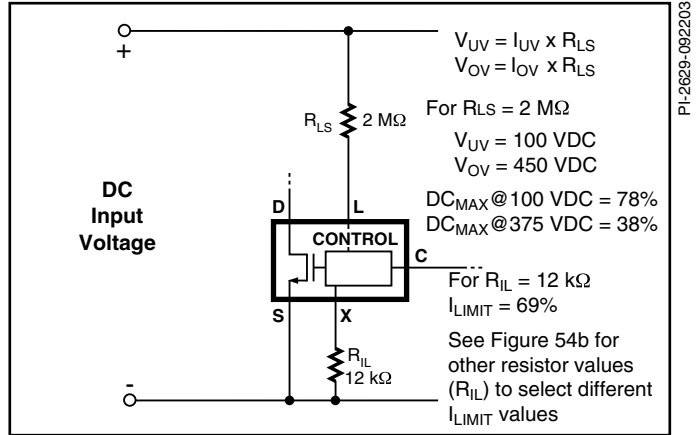 PI-2629-092203
+
DC
Input
Voltage
-
R_LS
2 MΩ
D
L
CONTROL
C
S
X
R_IL
12 kΩ
V_UV = I_UV x R_LS
V_OV = I_OV x R_LS
For R_LS = 2 MΩ
V_UV = 100 VDC
V_OV = 450 VDC
DC_MAX@100 VDC = 78%
DC_MAX@375 VDC = 38%
For R_IL = 12 kΩ
I_LIMIT = 69%
See Figure 54b for
other resistor values
(R_IL) to select different
I_LIMIT values